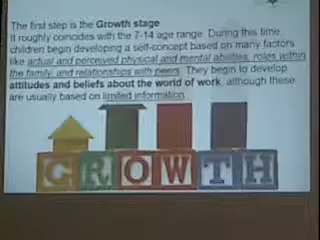 The first step is the Growth stage
It roughly coincides with the 7-14 age range. During this time,
children begin developing a self-concept based on many factors
like actual and perceived physical and mental abilities, roles within
the family, and relationships with peers. They begin to develop
attitudes and beliefs about the world of work, although these
are usually based on limited information.
GROWTH